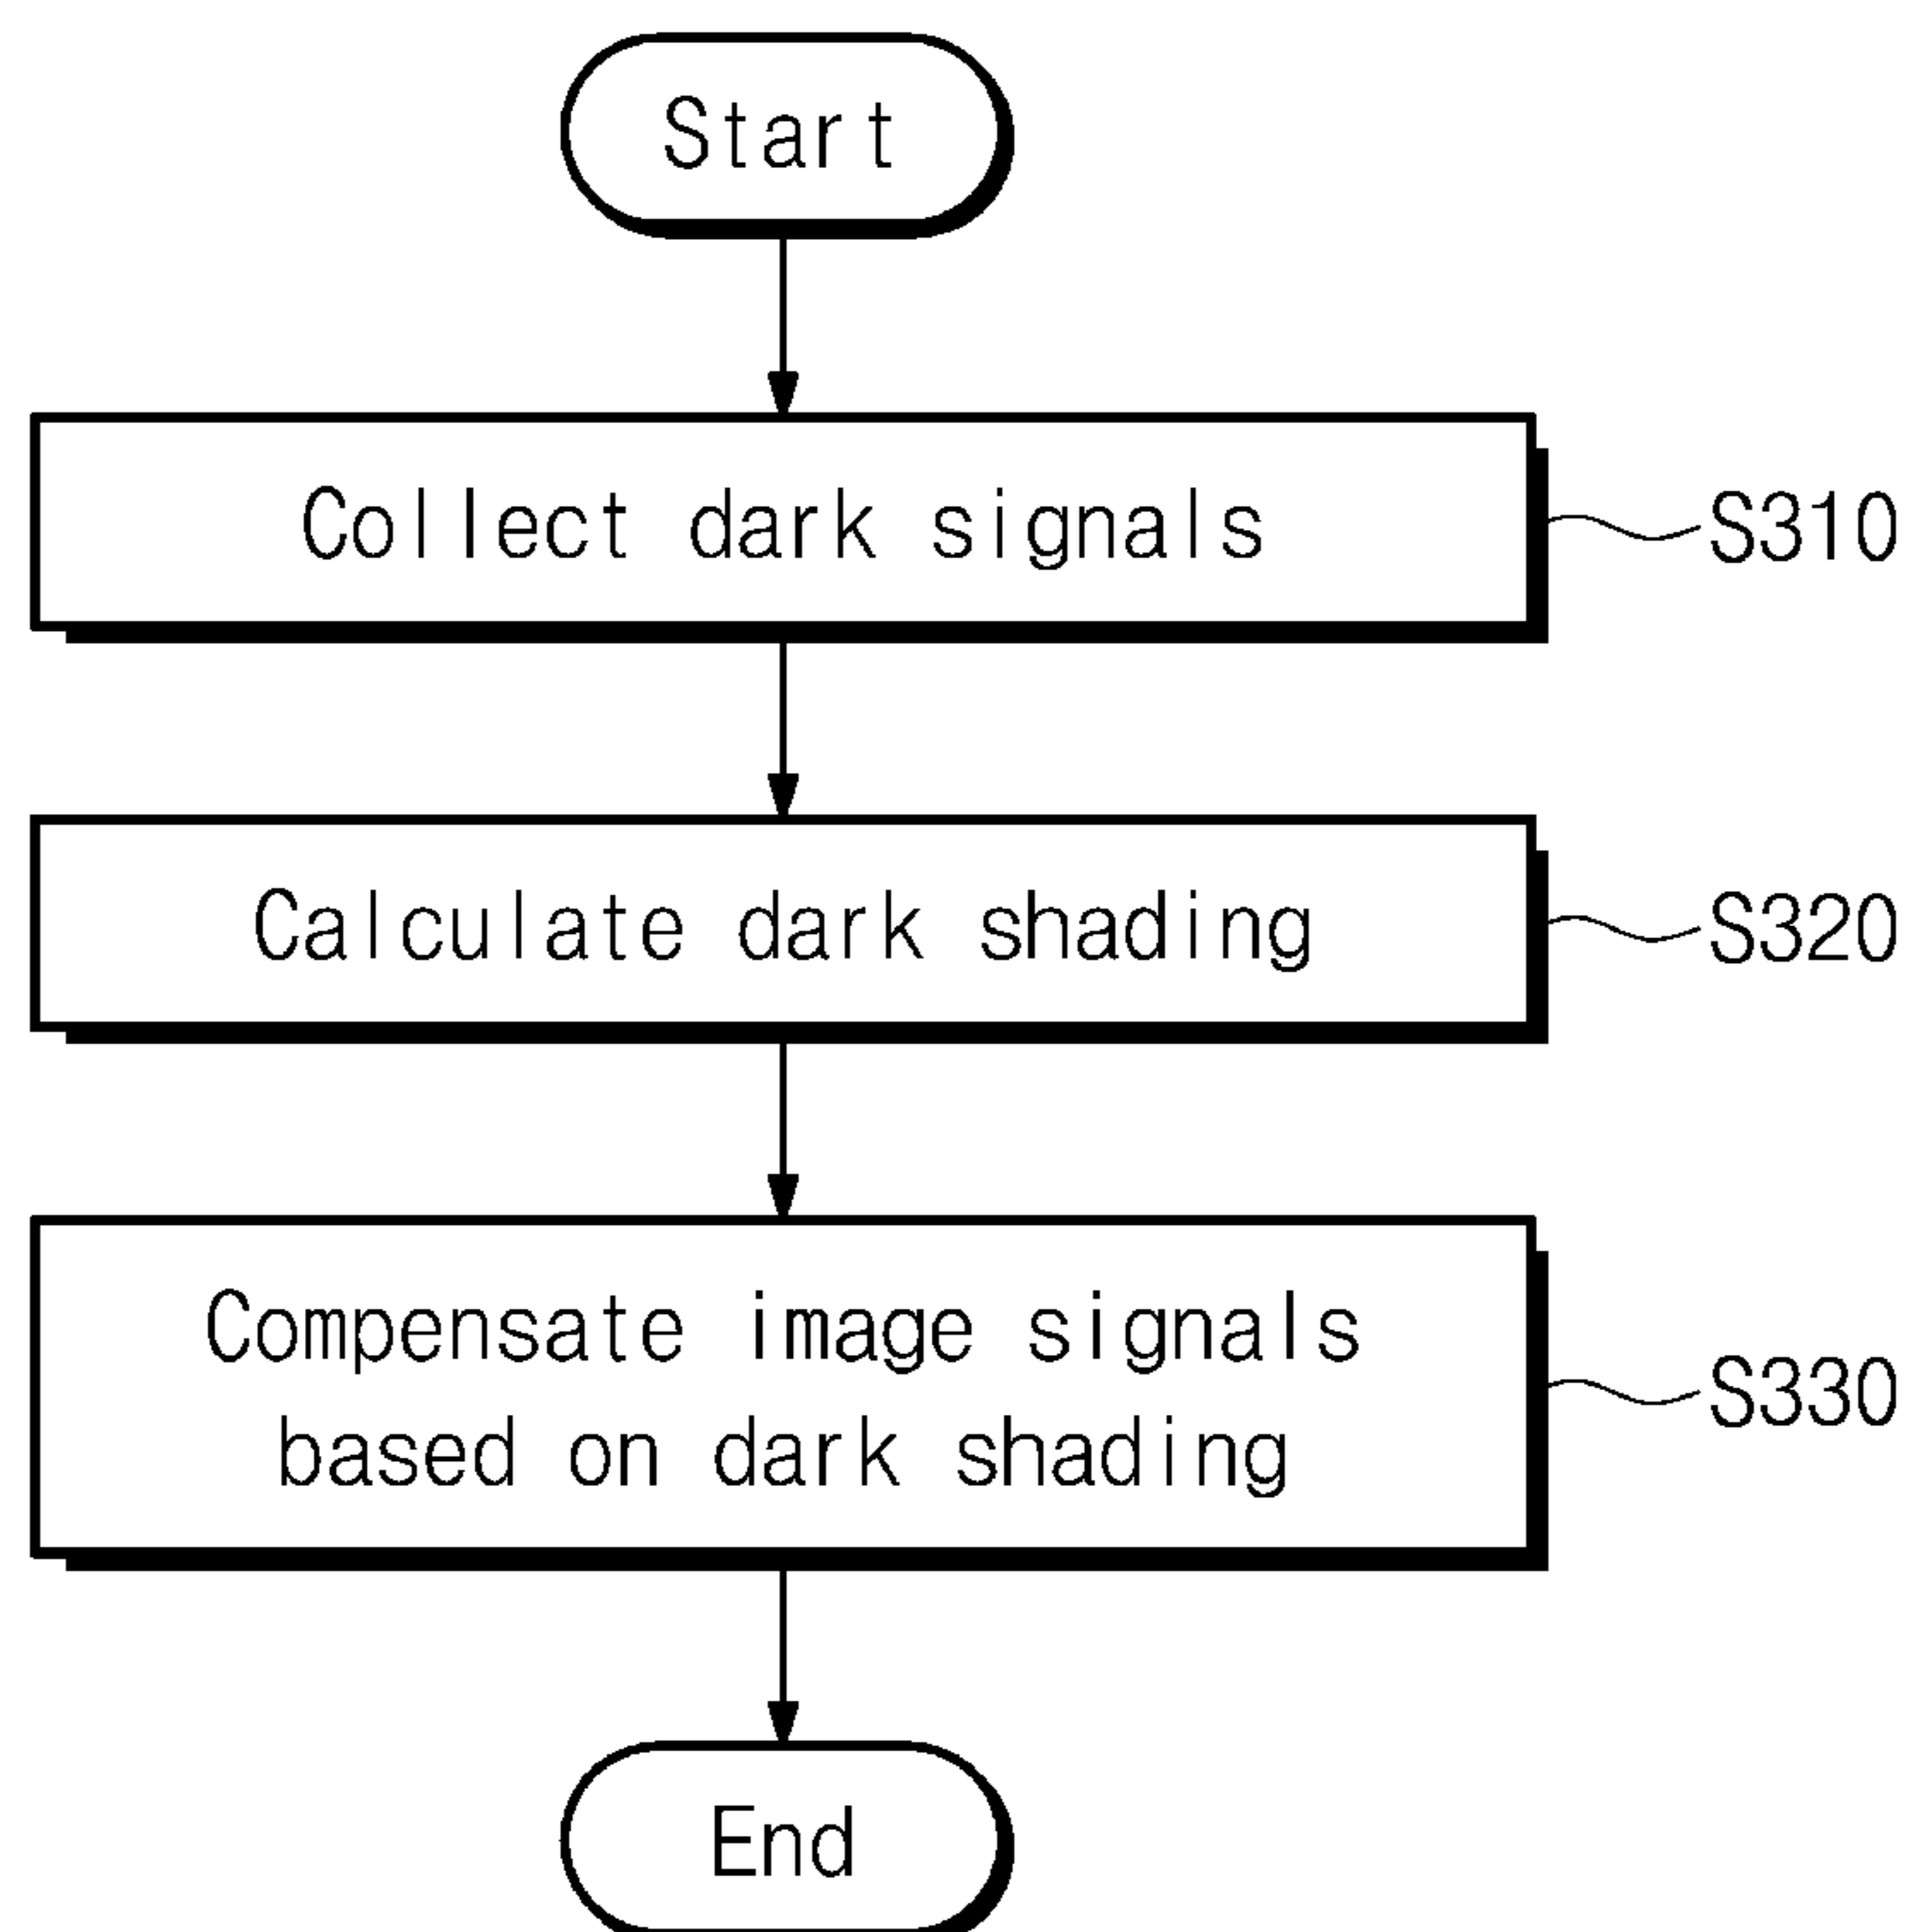 Start
Collect dark signals
S310
Calculate dark shading
S320
Compensate image signals
based on dark shading
S330
End